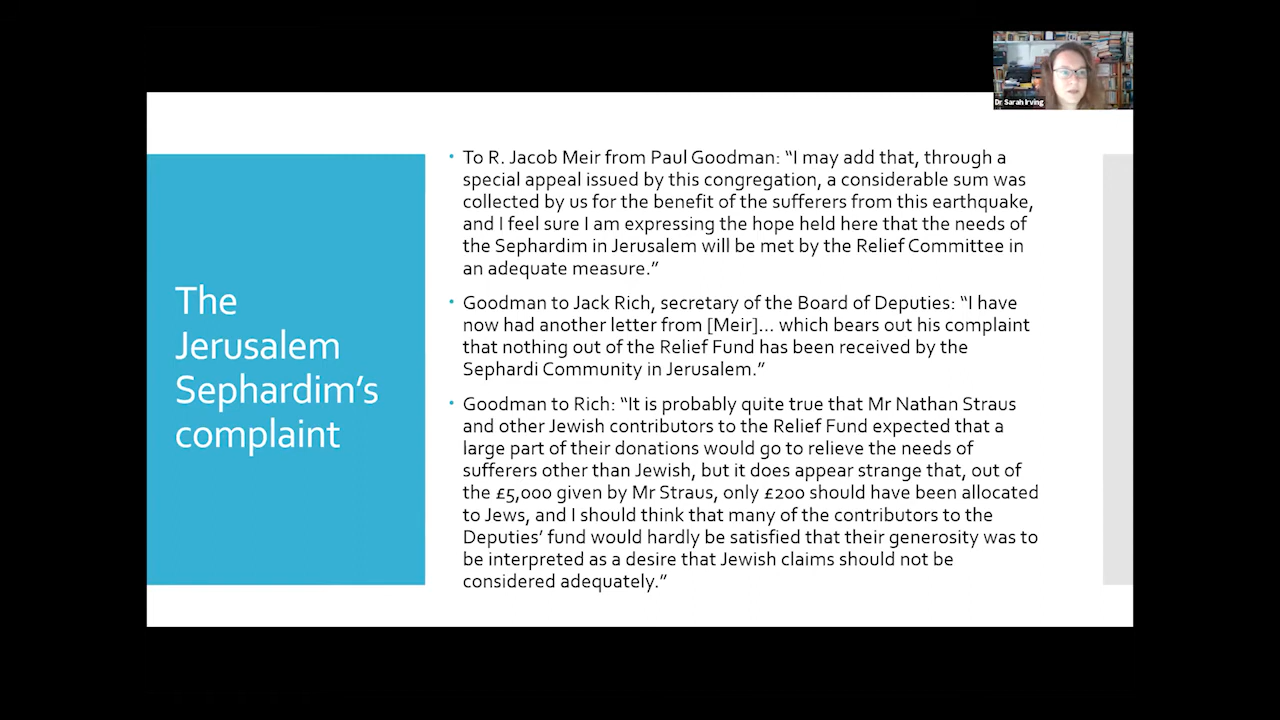 Dr Sarah Irving
The
Jerusalem
Sephardim's
complaint
• To R. Jacob Meir from Paul Goodman: “I may add that, through a
special appeal issued by this congregation, a considerable sum was
collected by us for the benefit of the sufferers from this earthquake,
and I feel sure I am expressing the hope held here that the needs of
the Sephardim in Jerusalem will be met by the Relief Committee in
an adequate measure.”
• Goodman to Jack Rich, secretary of the Board of Deputies: “I have
now had another letter from [Meir]... which bears out his complaint
that nothing out of the Relief Fund has been received by the
Sephardi Community in Jerusalem.”
• Goodman to Rich: “It is probably quite true that Mr Nathan Straus
and other Jewish contributors to the Relief Fund expected that a
large part of their donations would go to relieve the needs of
sufferers other than Jewish, but it does appear strange that, out of
the £5,000 given by Mr Straus, only £200 should have been allocated
to Jews, and I should think that many of the contributors to the
Deputies’ fund would hardly be satisfied that their generosity was to
be interpreted as a desire that Jewish claims should not be
considered adequately.”